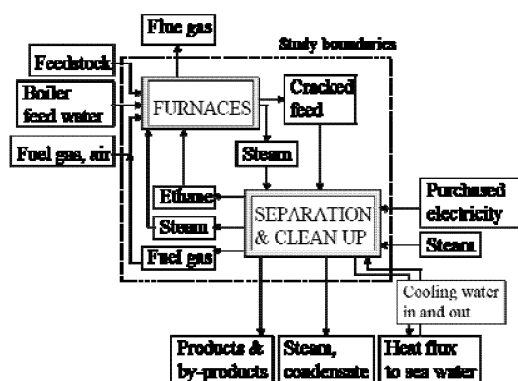 Flue gas
Study boundaries
Feedstock
Boiler
feed water
Fuel gas, air
FURNACES
Cracked
feed
Steam
Ethane
Steam
Fuel gas
SEPARATION
& CLEAN UP
Purchased
electricity
Steam
Cooling water
in and out
Products &
by-products
Steam,
condensate
Heat flux
to sea water